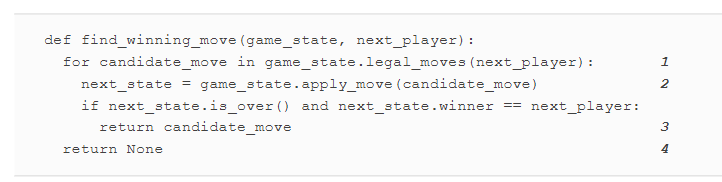 def find_winning_move(game_state, next_player):
  for candidate_move in game_state.legal_moves(next_player): 1
    next_state = game_state.apply_move(candidate_move) 2
    if next_state.is_over() and next_state.winner == next_player:
      return candidate_move 3
  return None 4